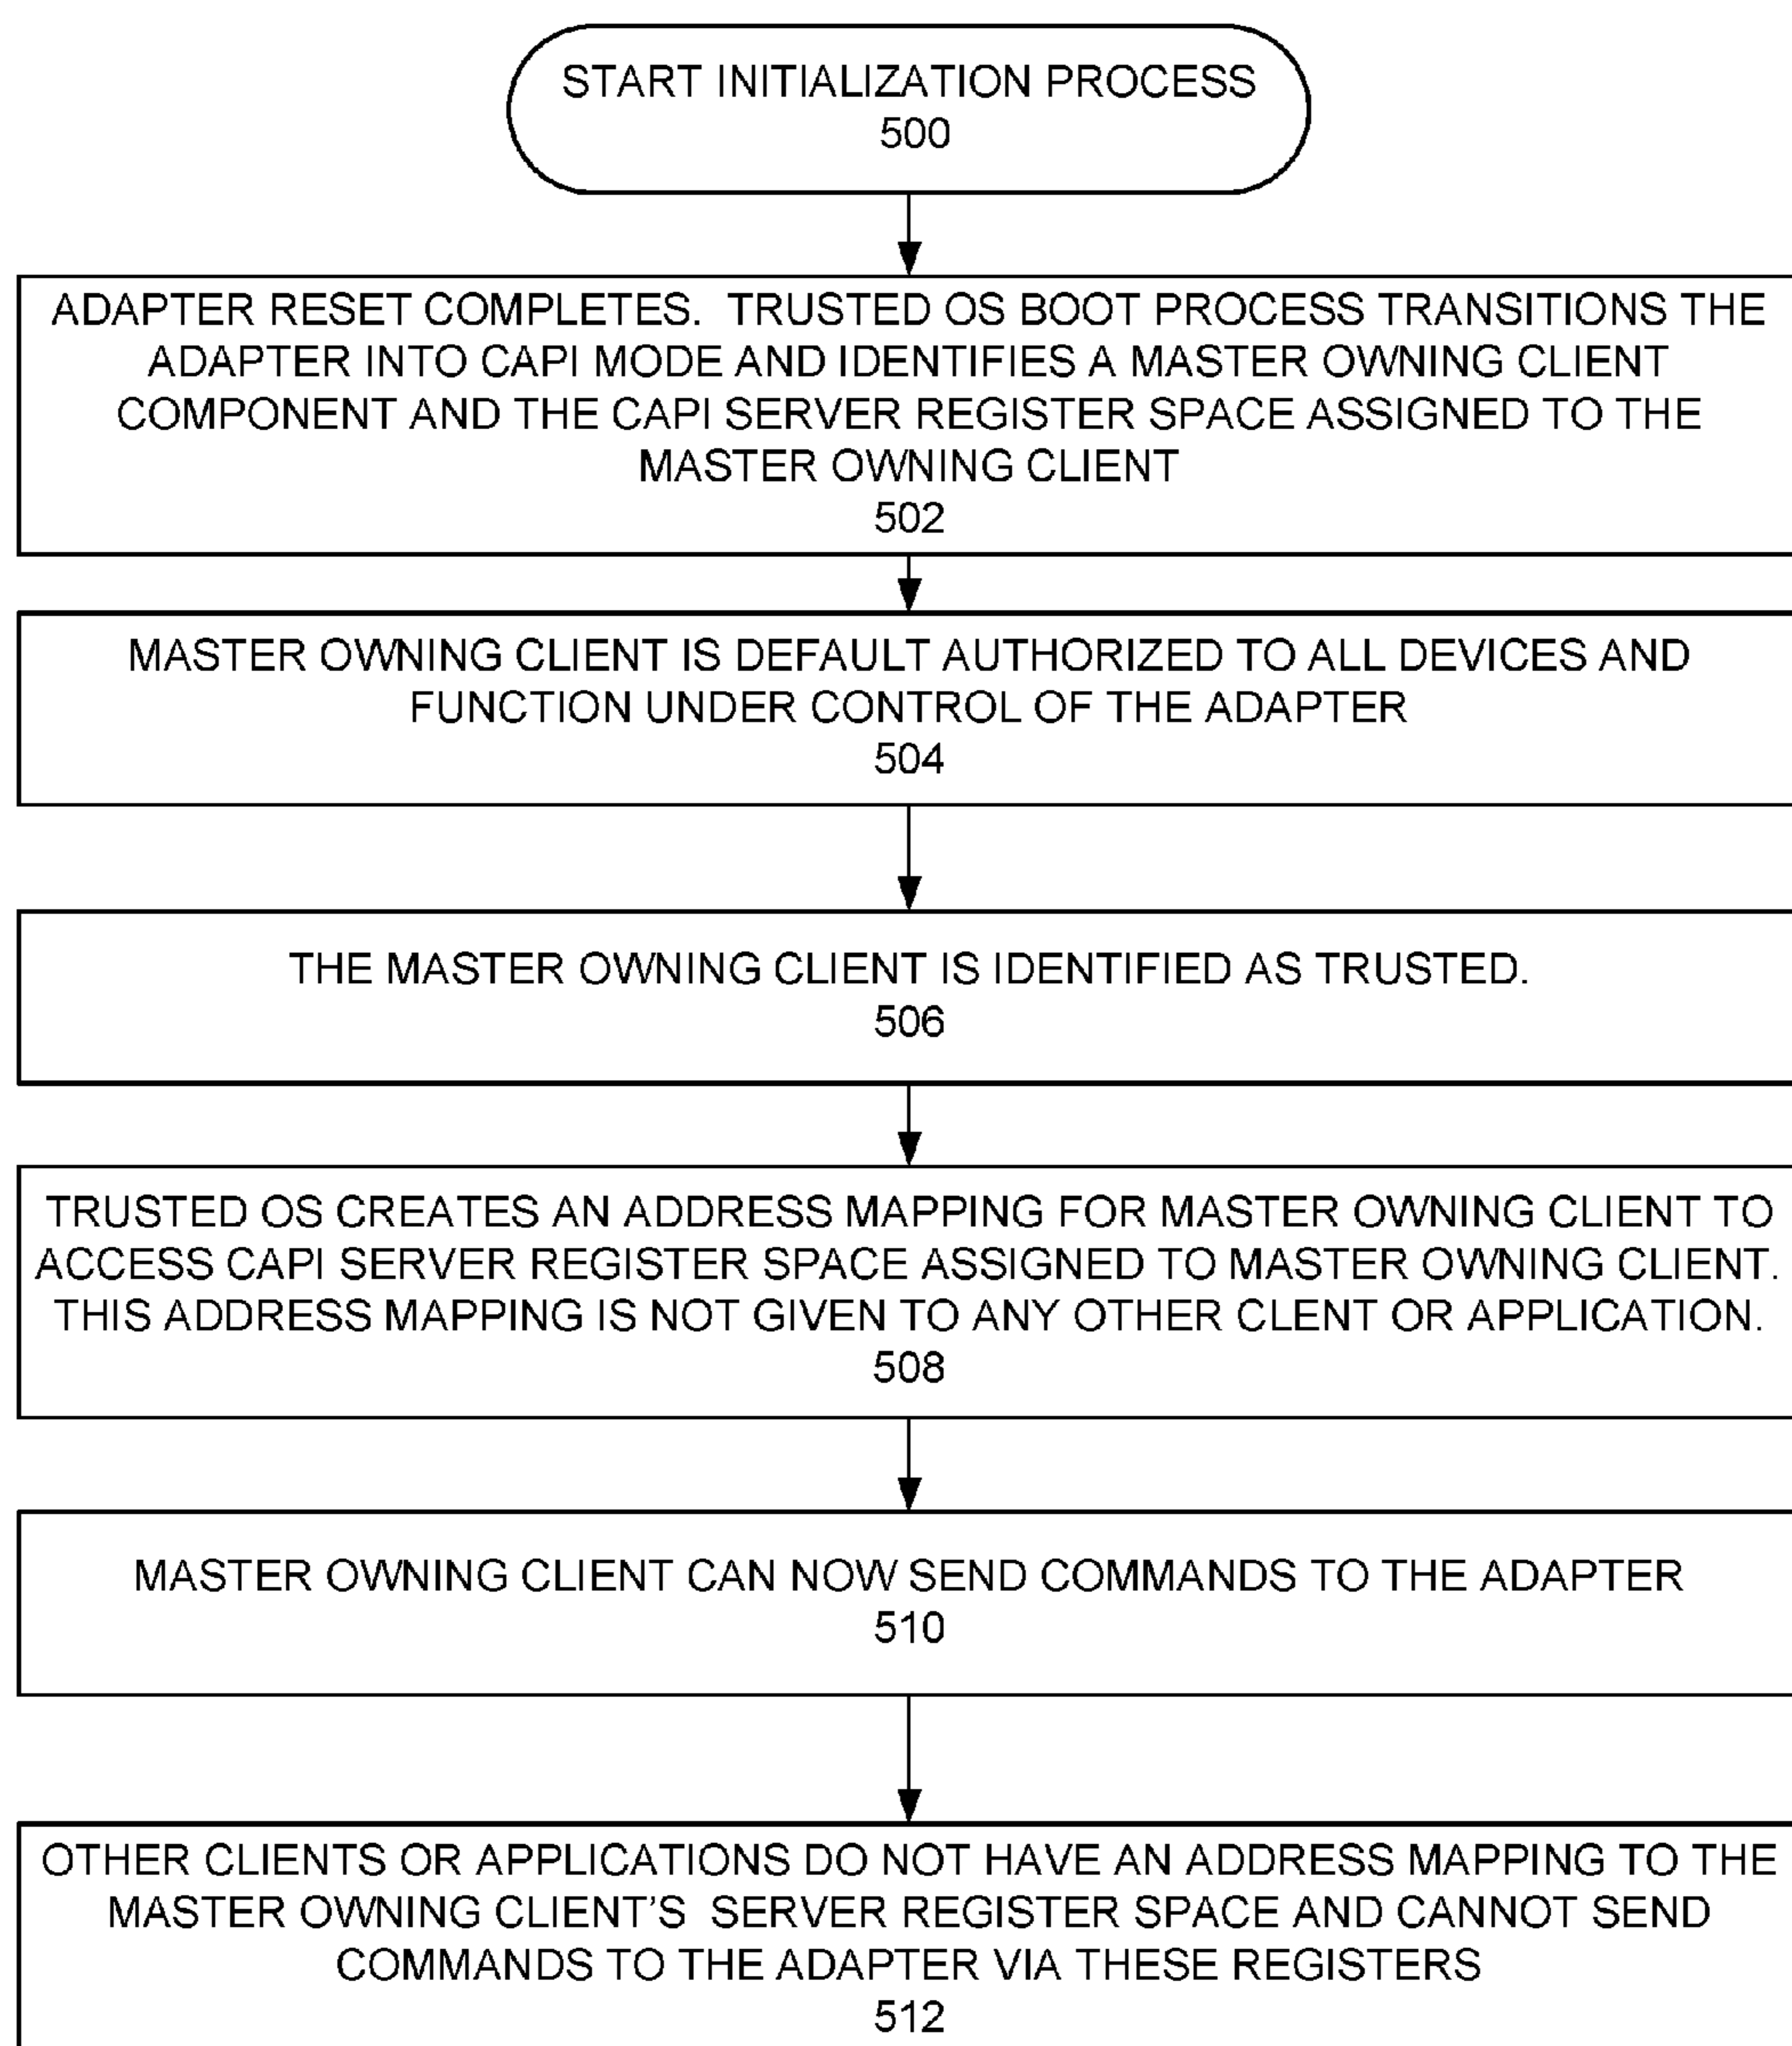 START INITIALIZATION PROCESS
500
ADAPTER RESET COMPLETES. TRUSTED OS BOOT PROCESS TRANSITIONS THE
ADAPTER INTO CAPI MODE AND IDENTIFIES A MASTER OWNING CLIENT
COMPONENT AND THE CAPI SERVER REGISTER SPACE ASSIGNED TO THE
MASTER OWNING CLIENT
502
MASTER OWNING CLIENT IS DEFAULT AUTHORIZED TO ALL DEVICES AND
FUNCTION UNDER CONTROL OF THE ADAPTER
504
THE MASTER OWNING CLIENT IS IDENTIFIED AS TRUSTED.
506
TRUSTED OS CREATES AN ADDRESS MAPPING FOR MASTER OWNING CLIENT TO
ACCESS CAPI SERVER REGISTER SPACE ASSIGNED TO MASTER OWNING CLIENT.
THIS ADDRESS MAPPING IS NOT GIVEN TO ANY OTHER CLENT OR APPLICATION.
508
MASTER OWNING CLIENT CAN NOW SEND COMMANDS TO THE ADAPTER
510
OTHER CLIENTS OR APPLICATIONS DO NOT HAVE AN ADDRESS MAPPING TO THE
MASTER OWNING CLIENT'S SERVER REGISTER SPACE AND CANNOT SEND
COMMANDS TO THE ADAPTER VIA THESE REGISTERS
512